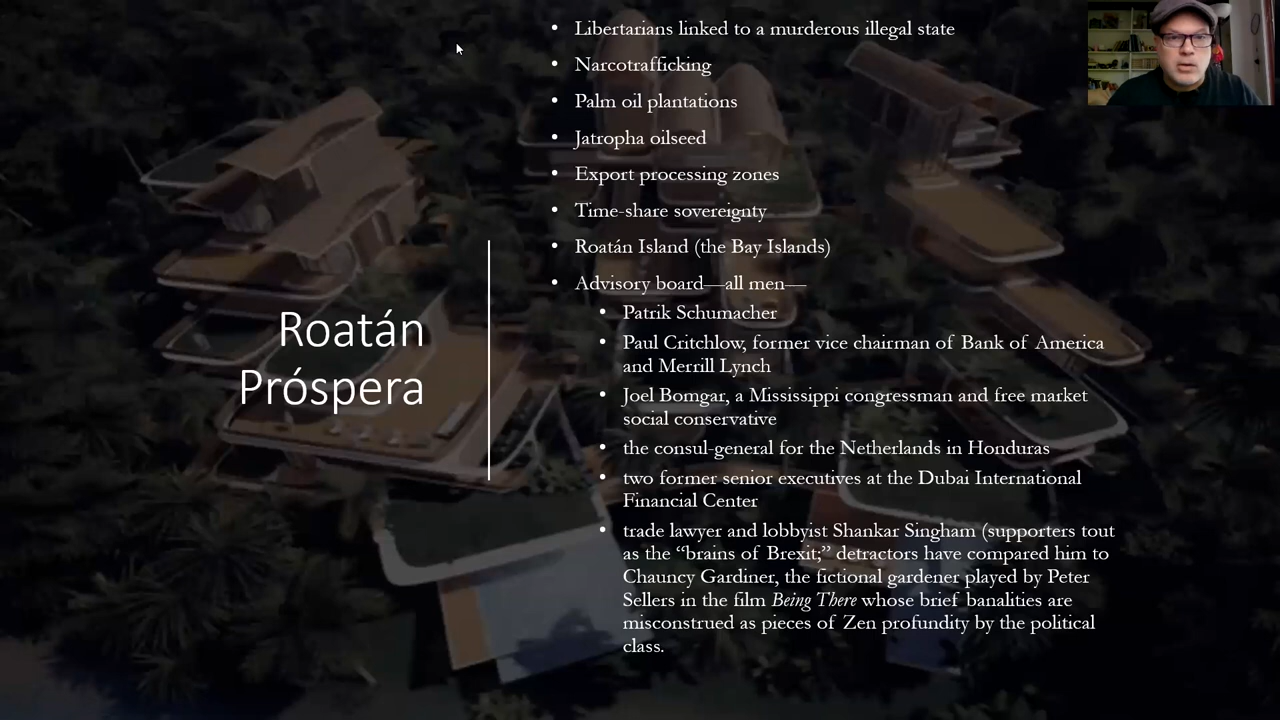 Roatán
Próspera
• Libertarians linked to a murderous illegal state
• Narcotrafficking
• Palm oil plantations
• Jatropha oilseed
• Export processing zones
• Time-share sovereignty
• Roatán Island (the Bay Islands)
• Advisory board—all men—
• Patrik Schumacher
• Paul Critchlow, former vice chairman of Bank of America
and Merrill Lynch
• Joel Bomgar, a Mississippi congressman and free market
social conservative
• the consul-general for the Netherlands in Honduras
• two former senior executives at the Dubai International
Financial Center
• trade lawyer and lobbyist Shankar Singham (supporters tout
as the “brains of Brexit;” detractors have compared him to
Chauncy Gardiner, the fictional gardener played by Peter
Sellers in the film Being There whose brief banalities are
misconstrued as pieces of Zen profundity by the political
class.